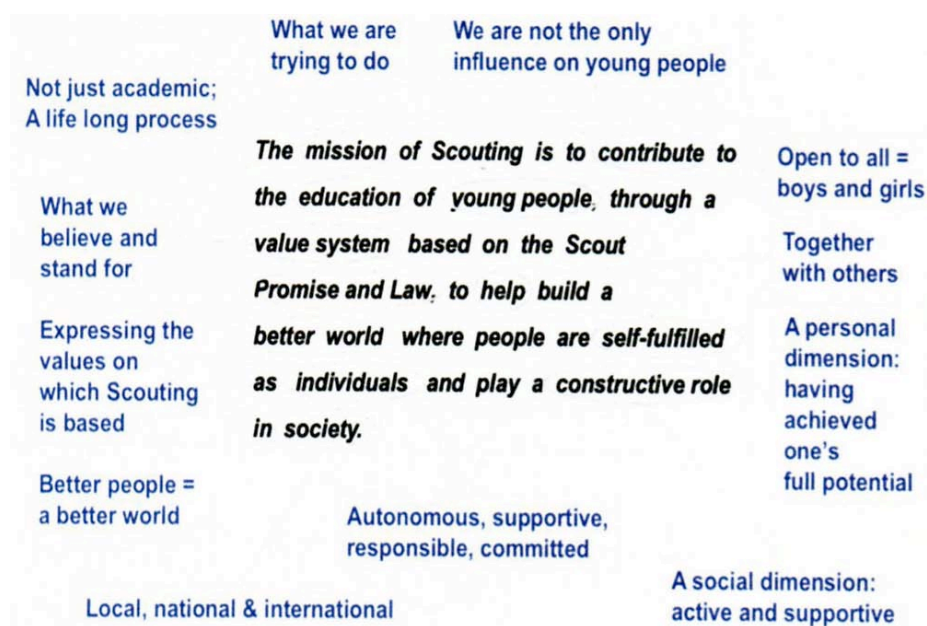 What we are
trying to do
We are not the only
influence on young people
Not just academic;
A life long process
The mission of Scouting is to contribute to
the education of young people, through a
value system based on the Scout
Promise and Law, to help build a
better world where people are self-fulfilled
as individuals and play a constructive role
in society.
What we
believe and
stand for
Expressing the
values on
which Scouting
is based
Better people =
a better world
Open to all =
boys and girls
Together
with others
A personal
dimension:
having
achieved
one's
full potential
Autonomous, supportive,
responsible, committed
Local, national & international
A social dimension:
active and supportive